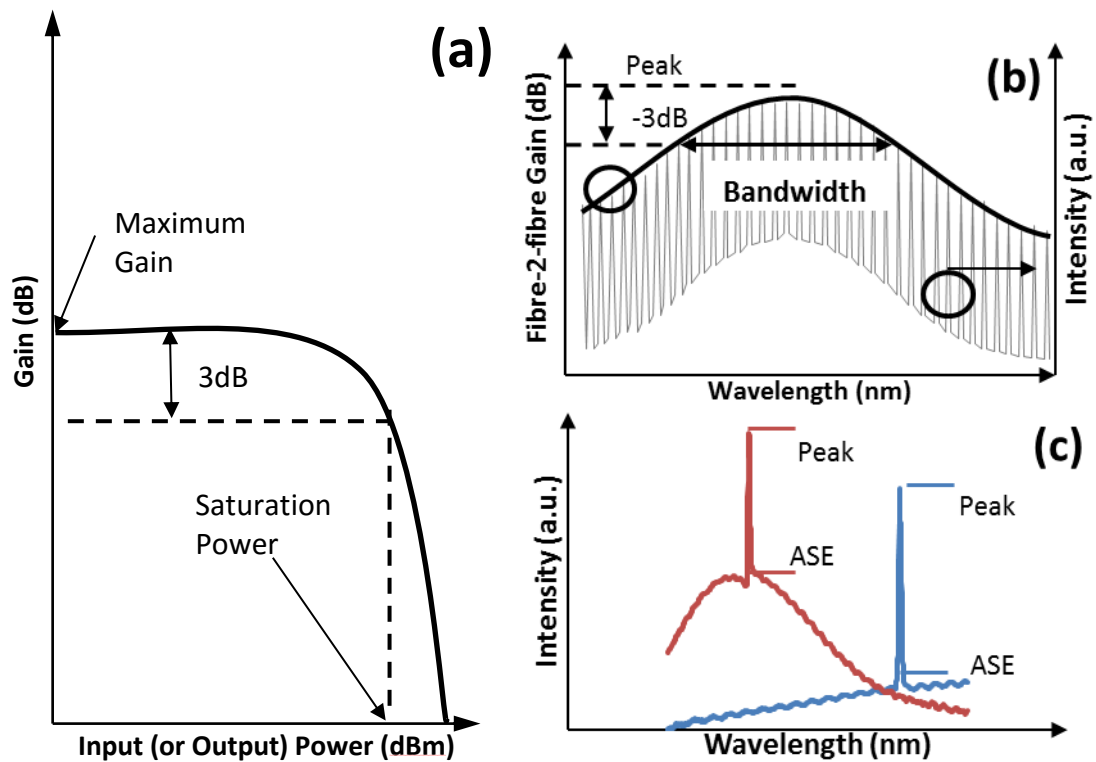 (a)
Maximum
Gain
Gain (dB)
3dB
Saturation
Power
Input (or Output) Power (dBm)
(b)
Peak
-3dB
Bandwidth
Fibre-2-fibre Gain (dB)
Intensity (a.u.)
Wavelength (nm)
(c)
Peak
ASE
Peak
ASE
Intensity (a.u.)
Wavelength (nm)